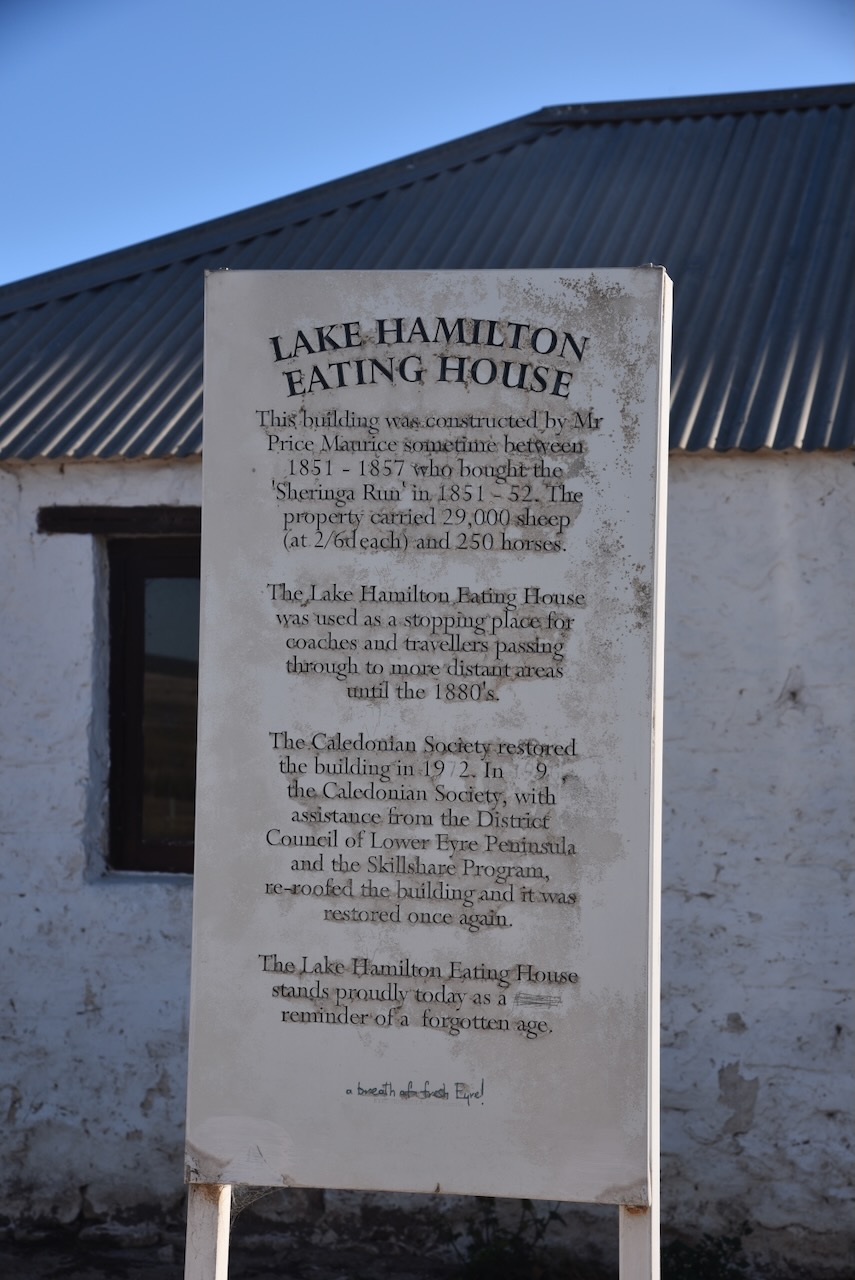 LAKE HAMILTON
EATING HOUSE
This building was constructed by Mr
Price Maurice sometime between
1851 - 1857 who bought the
'Sheringa Run' in 1851 - 52. The
property carried 29,000 sheep
(at 2/6d each) and 250 horses.
The Lake Hamilton Eating House
was used as a stopping place for
coaches and travellers passing
through to more distant areas
until the 1880's.
The Caledonian Society restored
the building in 1972. In
the Caledonian Society, with
assistance from the District
Council of Lower Eyre Peninsula
and the Skillshare Program,
re-roofed the building and it was
restored once again.
The Lake Hamilton Eating House
stands proudly today as a
reminder of a forgotten age.
a breath of a fresh Eyre!